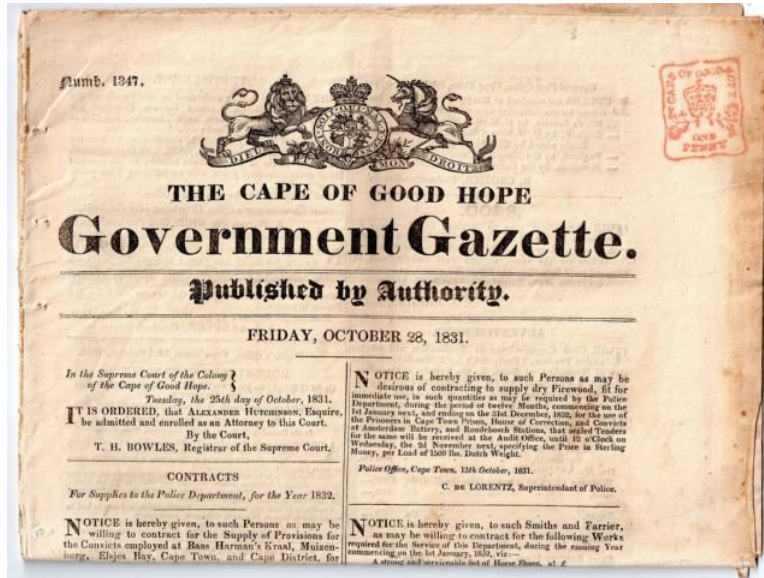 Numb. 1347.
CAPE OF GOOD HOPE
ONE
PENNY
DIEU ET MON DROIT
THE CAPE OF GOOD HOPE
Government Gazette.
Published by Authority.
FRIDAY, OCTOBER 28, 1831.
In the Supreme Court of the Colony
of the Cape of Good Hope.
Tuesday, the 25th day of October, 1831.
IT IS ORDERED, that ALEXANDER HUTCHINSON, Esquire,
be admitted and enrolled as an Attorney to this Court.
By the Court,
T. H. BOWLES, Registrar of the Supreme Court.
CONTRACTS
For Supplies to the Police Department, for the Year 1832.
NOTICE is hereby given, to such Persons as may be
willing to contract for the Supply of Provisions for
the Convicts employed at Baas Harman's Kraal, Muizen-
burg, Elsjes Bay, Cape Town, and Cape District, for
NOTICE is hereby given, to such Persons as may be
desirous of contracting to supply dry Firewood, fit for
immediate use, in such quantities as may be required by the Police
Department, during the period of twelve Months, commencing on the
1st January next, and ending on the 31st December, 1832, for the use of
the Prisoners in Cape Town Prison, House of Correction, and Convicts
at Amsterdam Battery, and Rondebosch Stations, that sealed Tenders
for the same will be received at the Audit Office, until 12 o'Clock on
Wednesday, the 2d November next, specifying the Price in Sterling
Money, per Load of 1500 lbs. Dutch Weight.
Police Office, Cape Town, 13th October, 1831.
C. DE LORENTZ, Superintendant of Police.
NOTICE is hereby given, to such Smiths and Farrier,
as may be willing to contract for the following Works
required for the Service of this Department, during the ensuing Year
commencing on the 1st January, 1832, viz:—
A strong and serviceable Set of Horse Shoes, at £